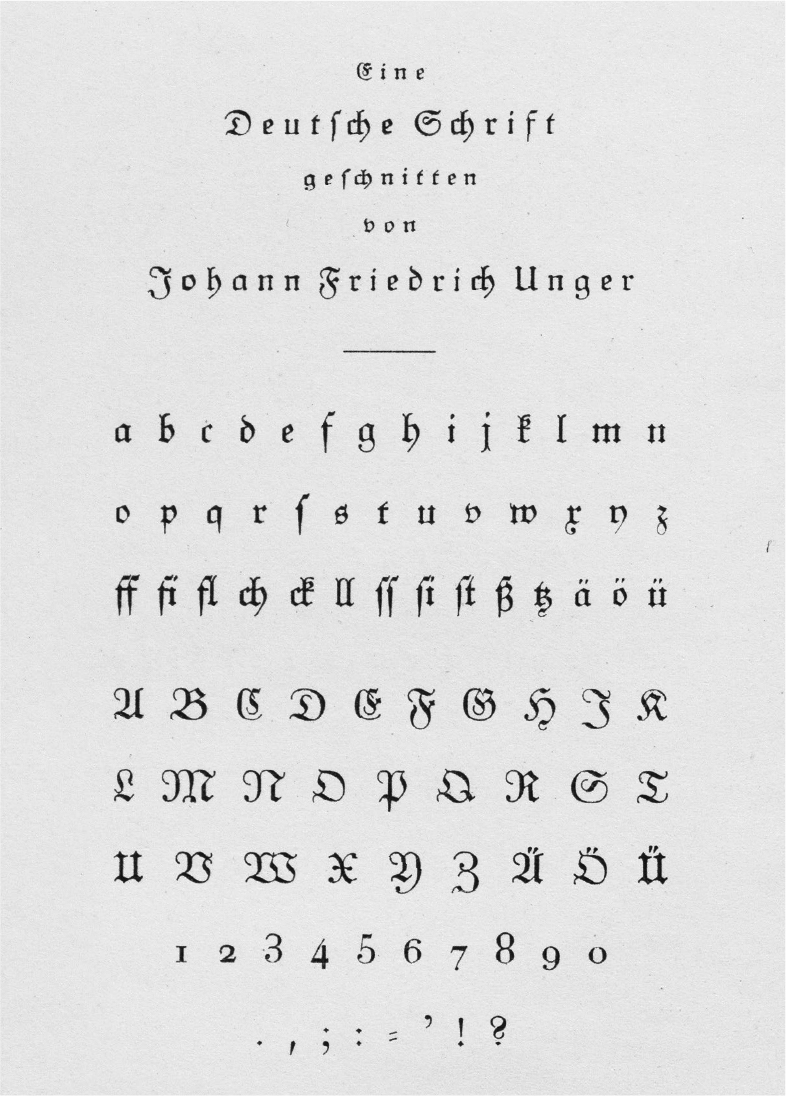 Eine
Deutſche Schrift
geſchnitten
von
Johann Friedrich Unger
a b c d e f g h i j k l m n
o p q r ſ s t u v w x y z
ff fi fl ch ck ll ſſ ſi ſt ß tz ä ö ü
A B C D E F G H J K
L M N O P Q R S T
U V W X Y Z Ä Ö Ü
1 2 3 4 5 6 7 8 9 0
. , ; : ⸗ ’ ! ?